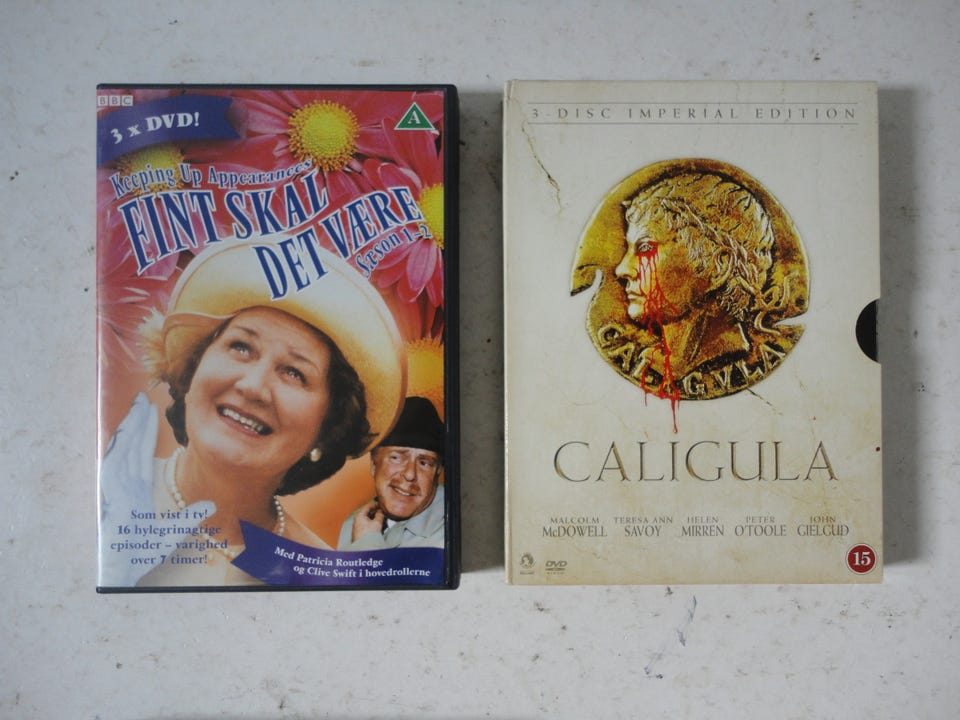 BBC
3 x DVD!
A
Keeping Up Appearances
FINT SKAL
DET VÆRE
Sæson 1-2
Som vist i tv!
16 hylegrinagtige
episoder – varighed
over 7 timer!
Med Patricia Routledge
og Clive Swift i hovedrollerne
3-DISC IMPERIAL EDITION
CALIGULA
CALIGULA
MALCOLM McDOWELL
TERESA ANN SAVOY
HELEN MIRREN
PETER O'TOOLE
JOHN GIELGUD
DVD
VIDEO
15